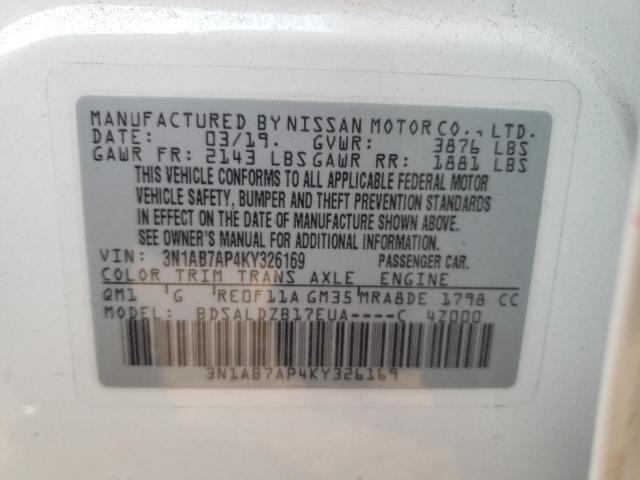 MANUFACTURED BY NISSAN MOTOR CO., LTD.
DATE: 03/19. GVWR: 3876 LBS
GAWR FR: 2143 LBS GAWR RR: 1881 LBS
THIS VEHICLE CONFORMS TO ALL APPLICABLE FEDERAL MOTOR
VEHICLE SAFETY, BUMPER AND THEFT PREVENTION STANDARDS
IN EFFECT ON THE DATE OF MANUFACTURE SHOWN ABOVE.
SEE OWNER'S MANUAL FOR ADDITIONAL INFORMATION.
VIN: 3N1AB7AP4KY326169 PASSENGER CAR.
COLOR TRIM TRANS AXLE ENGINE
QM1 G RE0F11A GM35 MRA8DE 1798 CC
MODEL: BDSALDZB17EUA----C 4Z000
3N1AB7AP4KY326169